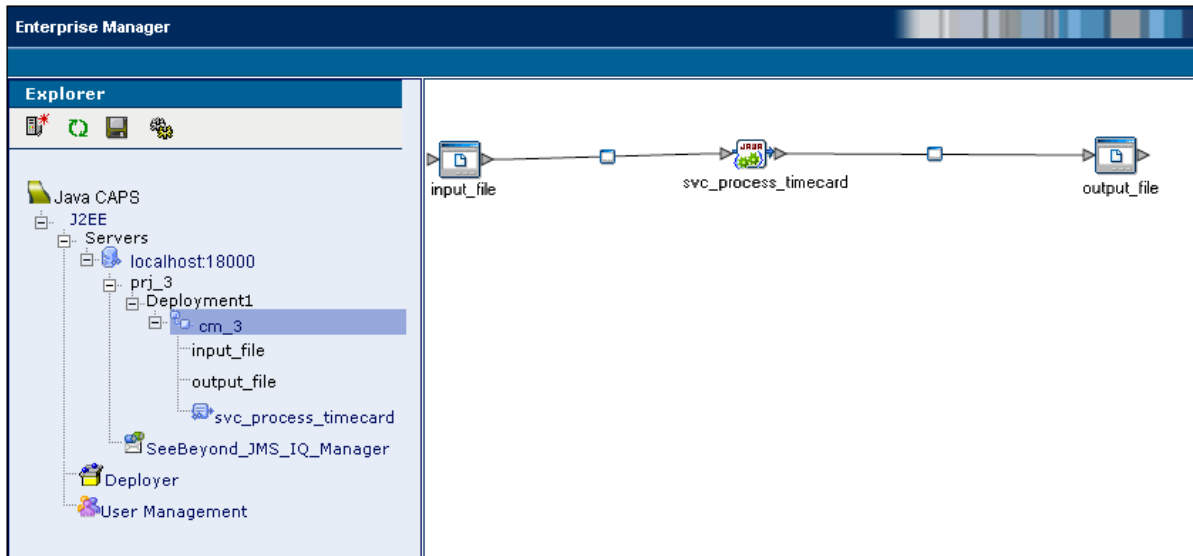 Enterprise Manager
Explorer
Java CAPS
J2EE
Servers
localhost:18000
prj_3
Deployment1
cm_3
input_file
output_file
svc_process_timecard
SeeBeyond_JMS_IQ_Manager
Deployer
User Management
input_file
JAVA
svc_process_timecard
output_file